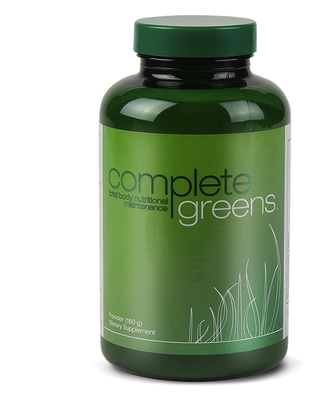 complete
total body nutritional
maintenance
greens
Powder (180 g)
Dietary Supplement